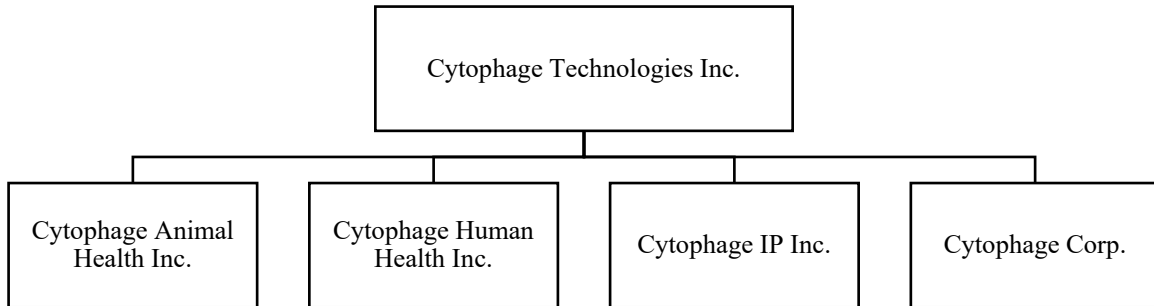 Cytophage Technologies Inc.
Cytophage Animal
Health Inc.
Cytophage Human
Health Inc.
Cytophage IP Inc.
Cytophage Corp.